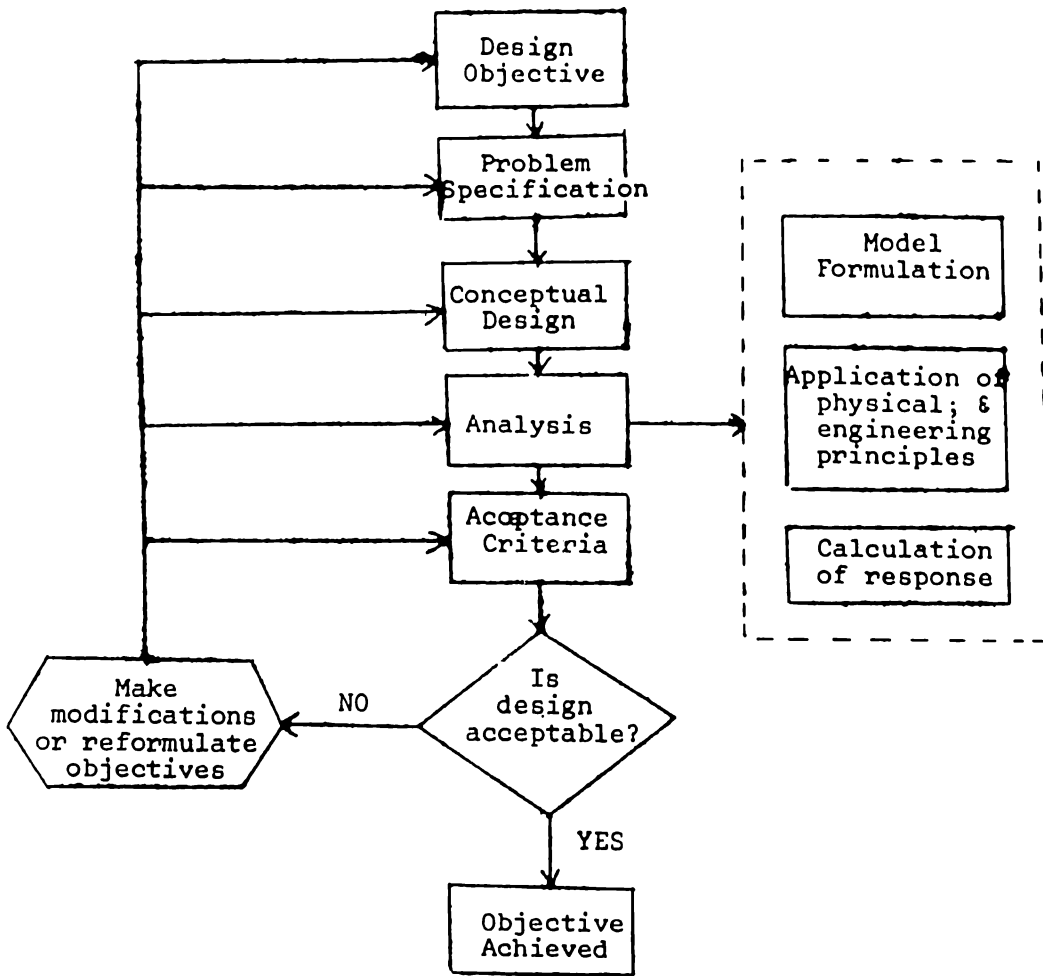 Design
Objective
Problem
Specification
Conceptual
Design
Analysis
Acceptance
Criteria
Is
design
acceptable?
NO
Make
modifications
or reformulate
objectives
YES
Objective
Achieved
Model
Formulation
Application of
physical; &
engineering
principles
Calculation
of response